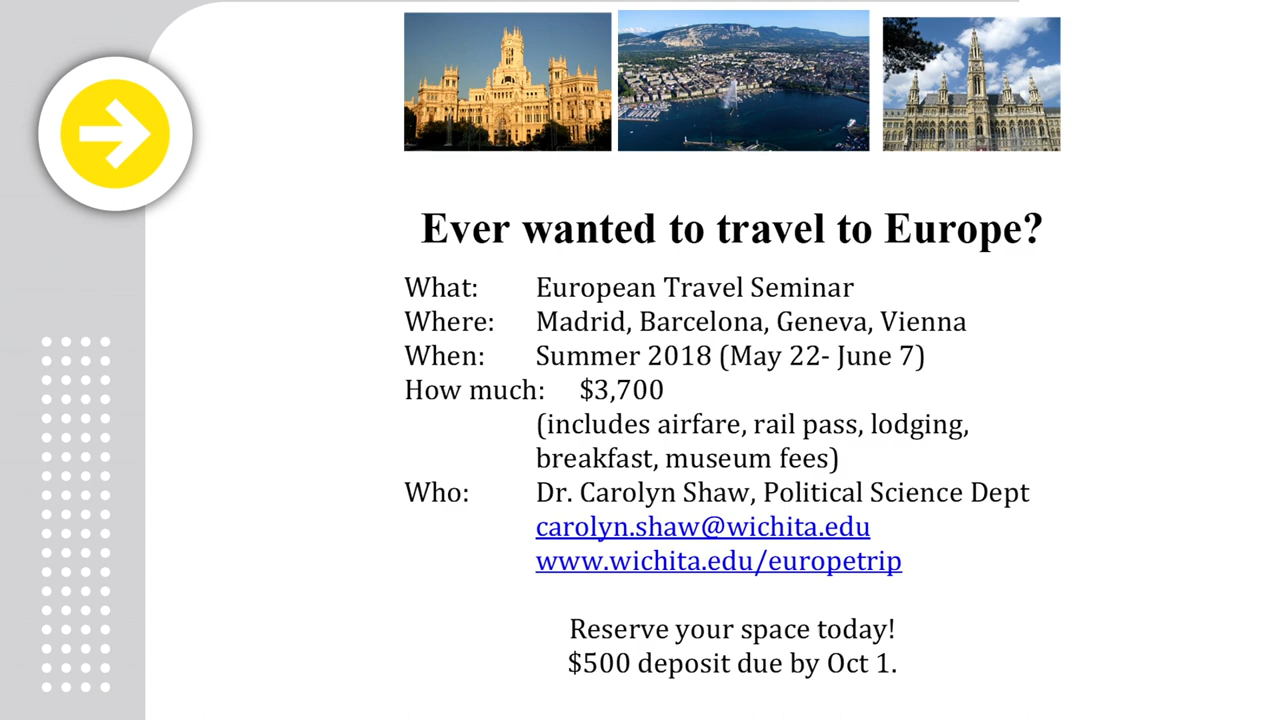 Ever wanted to travel to Europe?
What: European Travel Seminar
Where: Madrid, Barcelona, Geneva, Vienna
When: Summer 2018 (May 22- June 7)
How much: $3,700
(includes airfare, rail pass, lodging,
breakfast, museum fees)
Who: Dr. Carolyn Shaw, Political Science Dept
carolyn.shaw@wichita.edu
www.wichita.edu/europetrip
Reserve your space today!
$500 deposit due by Oct 1.